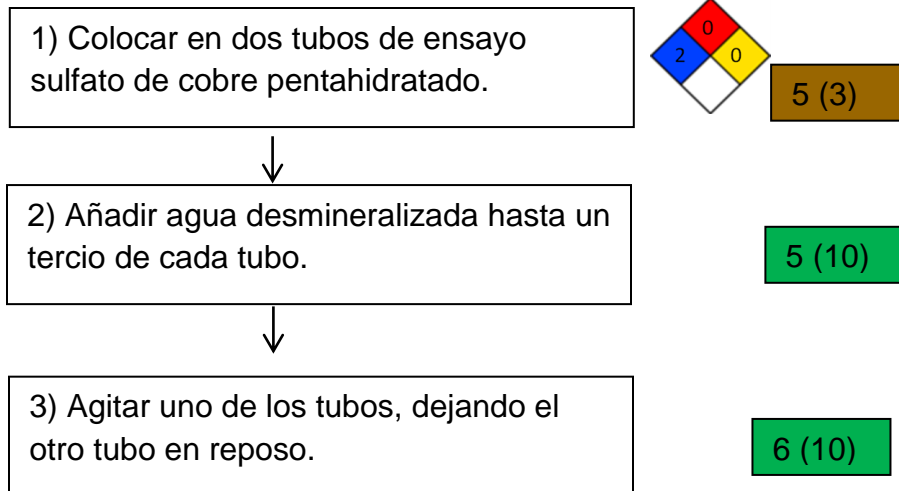 1) Colocar en dos tubos de ensayo
sulfato de cobre pentahidratado.
0
2
0
5 (3)
2) Añadir agua desmineralizada hasta un
tercio de cada tubo.
5 (10)
3) Agitar uno de los tubos, dejando el
otro tubo en reposo.
6 (10)